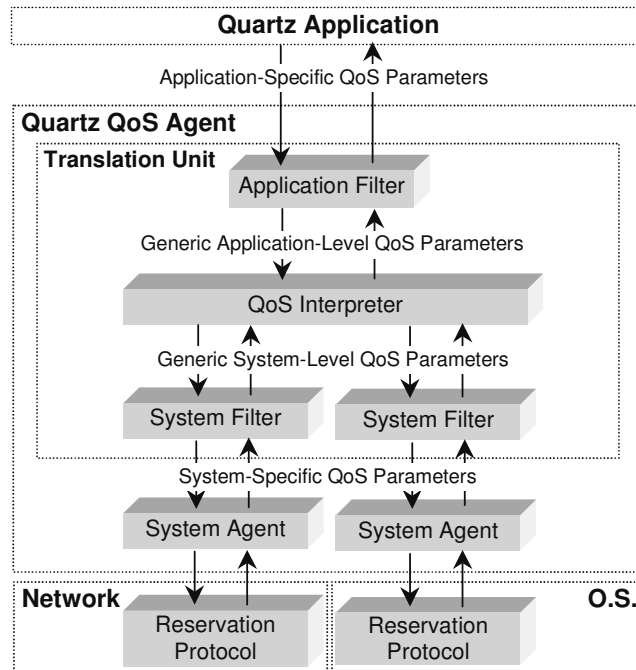 Quartz Application
Application-Specific QoS Parameters
Quartz QoS Agent
Translation Unit
Application Filter
Generic Application-Level QoS Parameters
QoS Interpreter
Generic System-Level QoS Parameters
System Filter
System Filter
System-Specific QoS Parameters
System Agent
System Agent
Network
O.S.
Reservation
Protocol
Reservation
Protocol